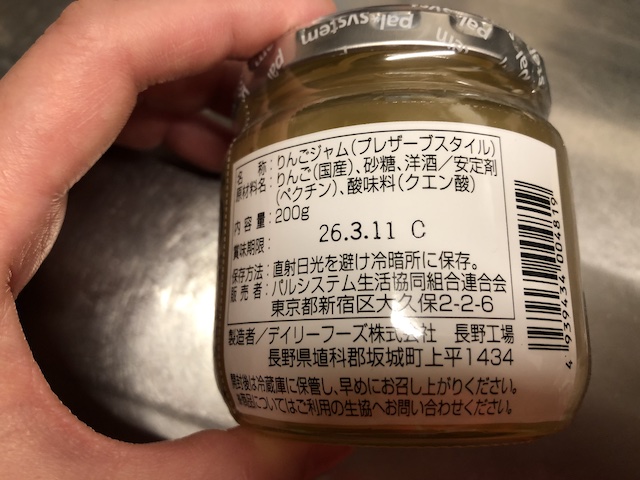 palsystem
名 称：りんごジャム(プレザーブスタイル)
原材料名：りんご(国産)、砂糖、洋酒／安定剤
(ペクチン)、酸味料(クエン酸)
内 容 量：200g
賞味期限： 26.3.11 C
保存方法：直射日光を避け冷暗所に保存。
販 売 者：パルシステム生活協同組合連合会
東京都新宿区大久保2-2-6
製造者／デイリーフーズ株式会社 長野工場
長野県埴科郡坂城町上平1434
開封後は冷蔵庫に保管し、早めにお召し上がりください。
本商品についてはご利用の生協へお問い合わせください。
4 939434 004819